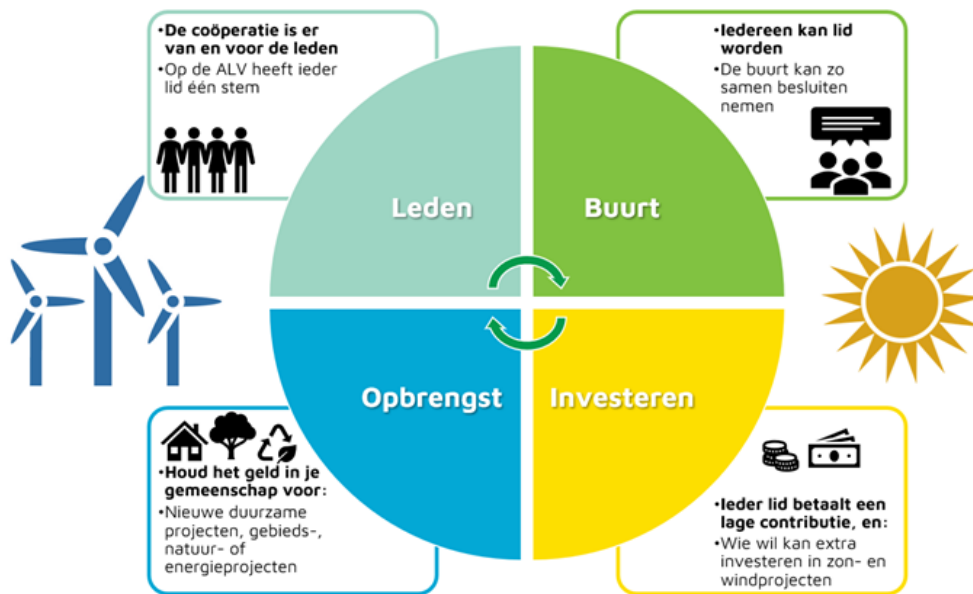 •De coöperatie is er
van en voor de leden
•Op de ALV heeft ieder
lid één stem
•Iedereen kan lid
worden
•De buurt kan zo
samen besluiten
nemen
Leden
Buurt
Opbrengst
Investeren
•Houd het geld in je
gemeenschap voor:
•Nieuwe duurzame
projecten, gebieds-,
natuur- of
energieprojecten
•Ieder lid betaalt een
lage contributie, en:
•Wie wil kan extra
investeren in zon- en
windprojecten